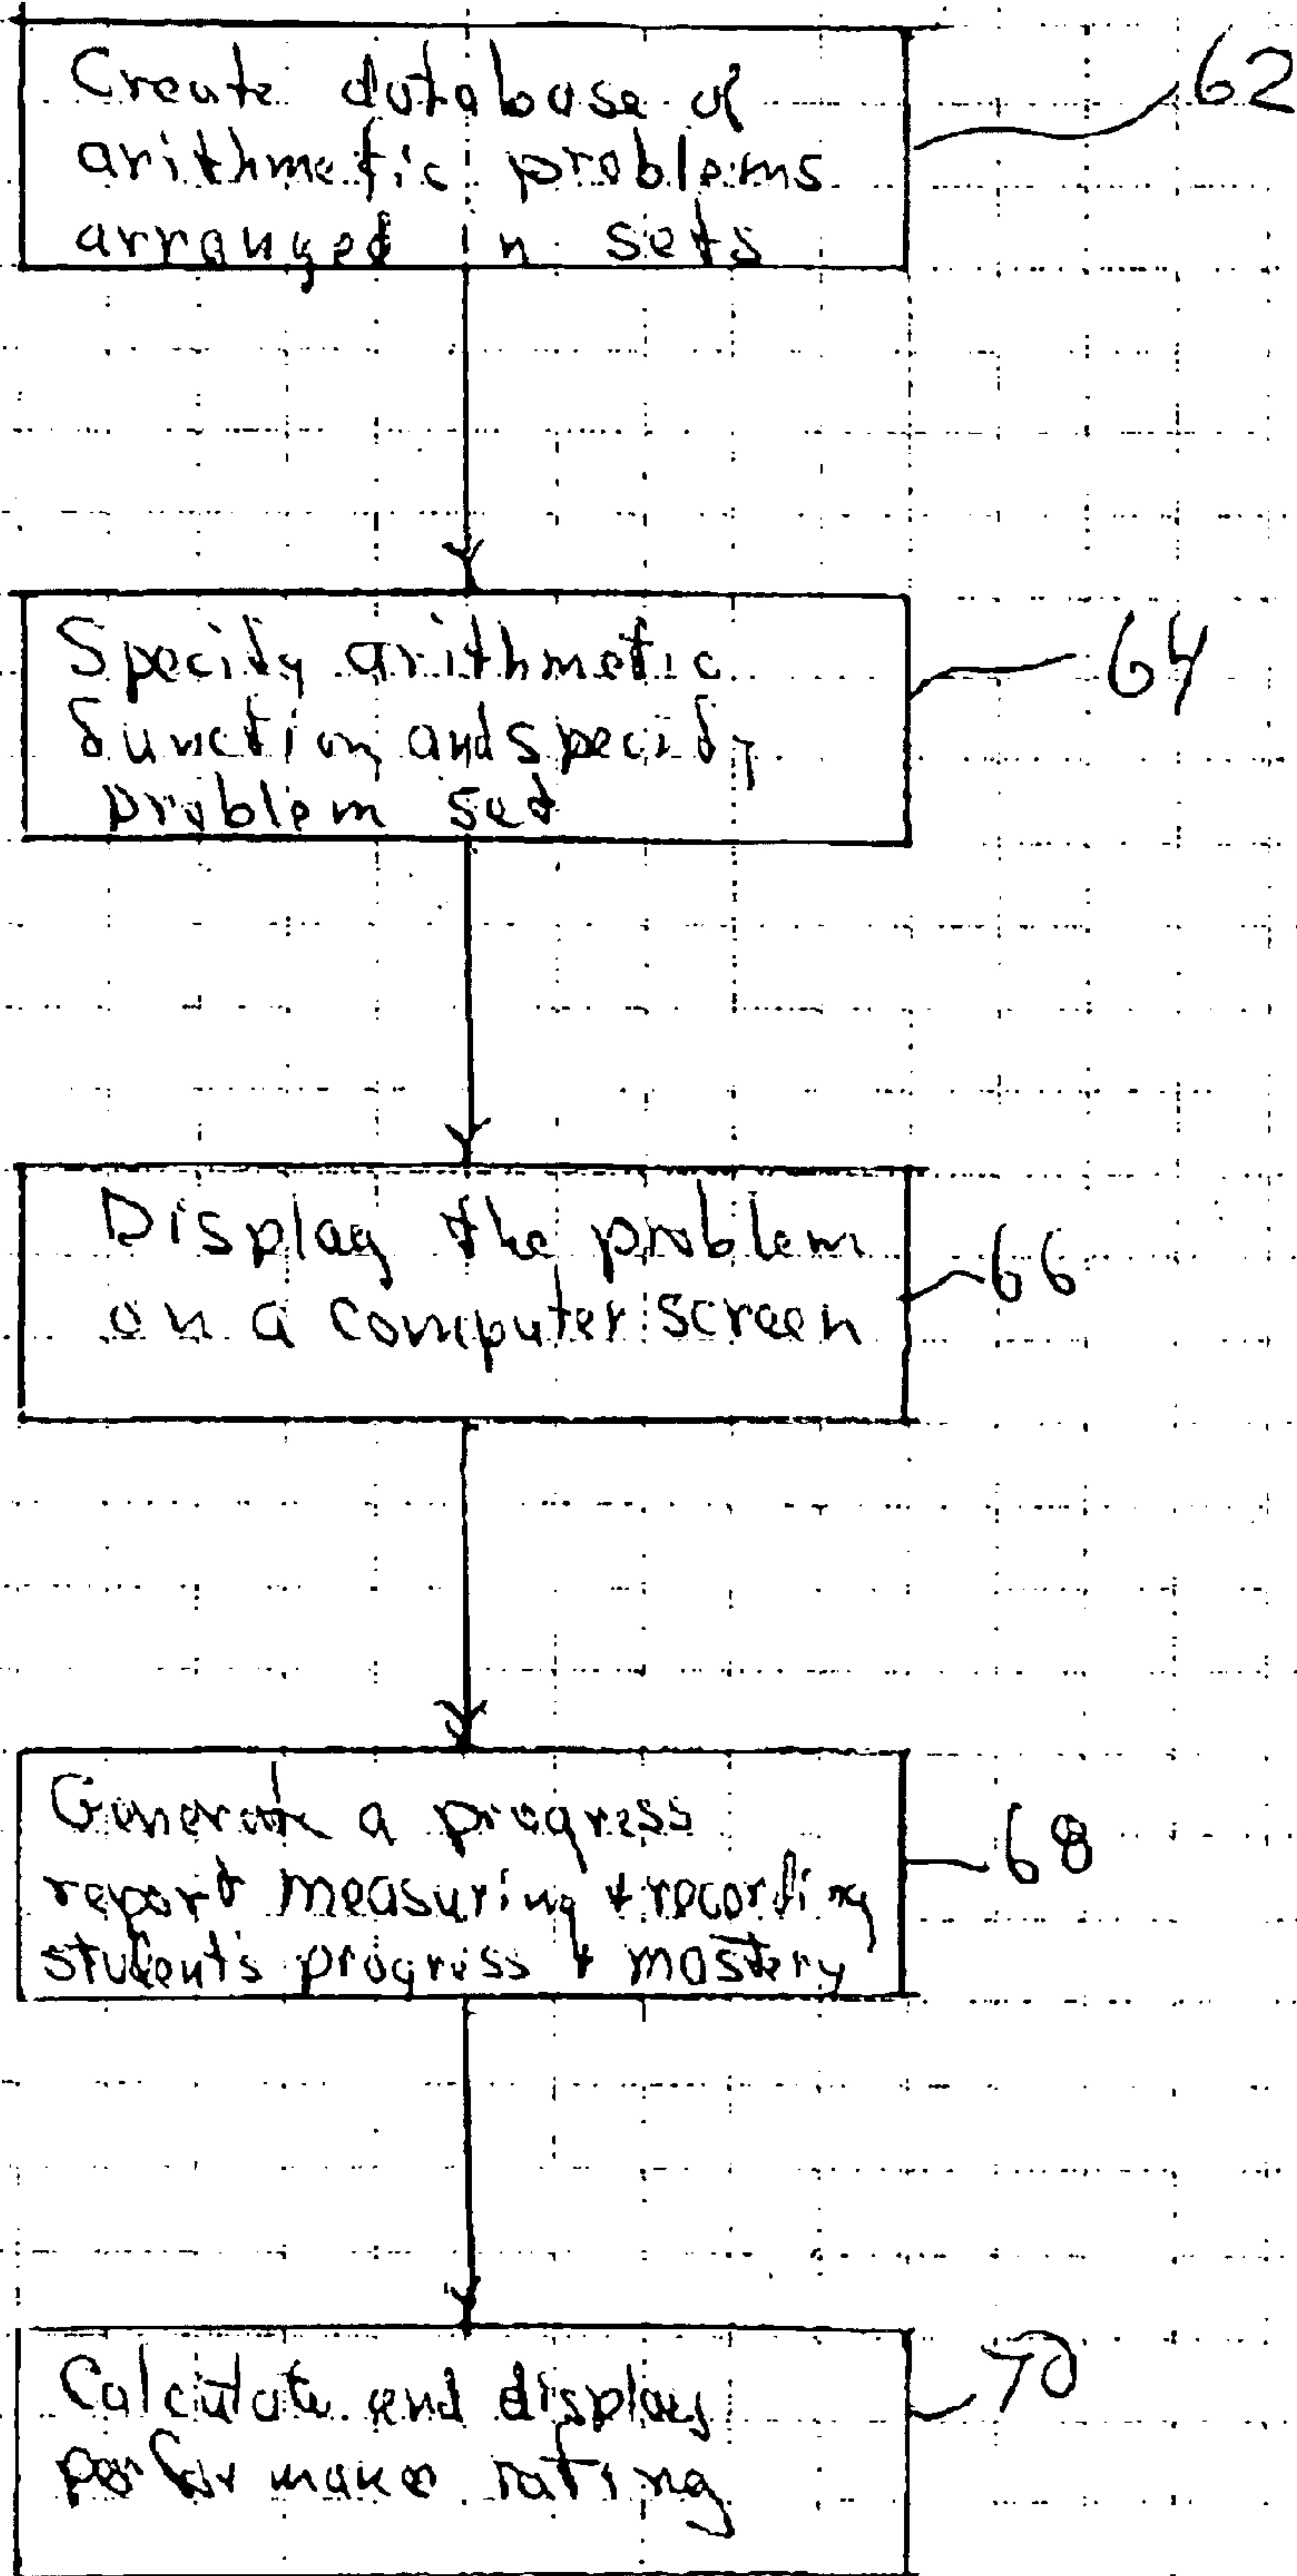 Create database of
arithmetic problems
arranged in sets
62
Specify arithmetic
function and specify
problem set
64
Display the problem
on a computer screen
66
Generate a progress
report measuring + recording
student's progress + mastery
68
Calculate and display
performance rating
70